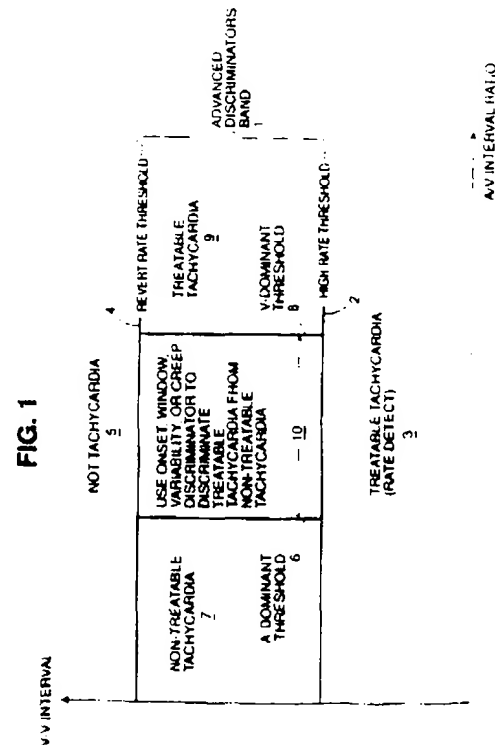 FIG. 1
V-V INTERVAL
NOT TACHYCARDIA
5
4
REVERT RATE THRESHOLD
NON-TREATABLE
TACHYCARDIA
7
A DOMINANT
THRESHOLD
6
USE ONSET, WINDOW,
VARIABILITY OR CREEP
DISCRIMINATOR TO
DISCRIMINATE
TREATABLE
TACHYCARDIA FROM
NON-TREATABLE
TACHYCARDIA
10
TREATABLE
TACHYCARDIA
9
V-DOMINANT
THRESHOLD
8
ADVANCED
DISCRIMINATORS
BAND
1
HIGH RATE THRESHOLD
2
TREATABLE TACHYCARDIA
(RATE DETECT)
3
A/V INTERVAL RATIO